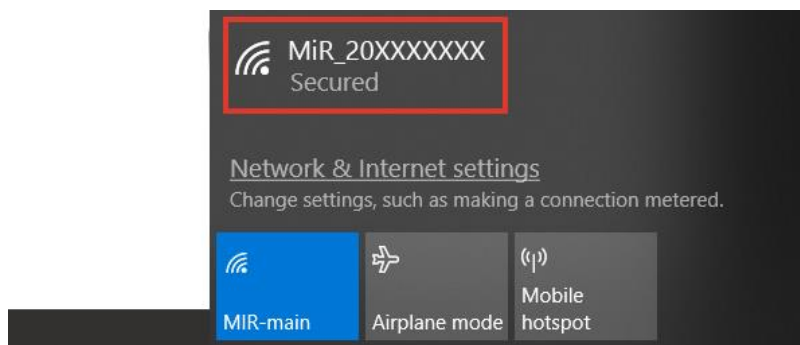 MiR_20XXXXXXX
Secured
Network & Internet settings
Change settings, such as making a connection metered.
MIR-main
Airplane mode
Mobile
hotspot